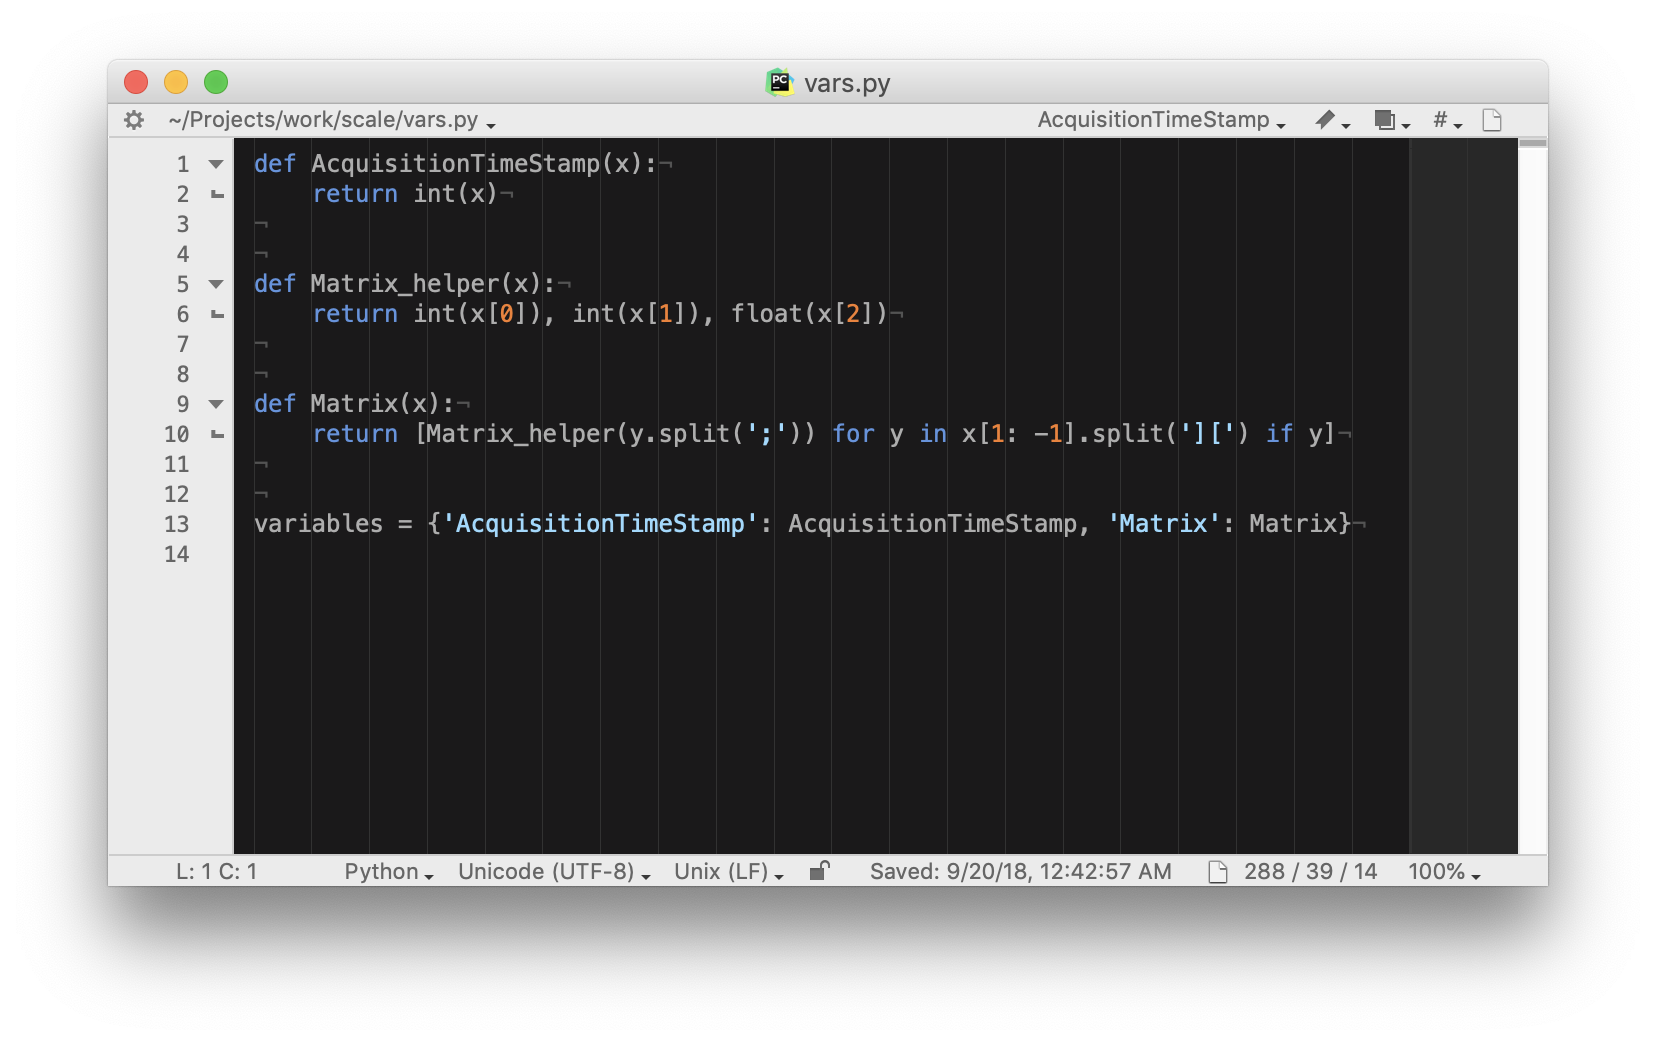 PC vars.py
~/Projects/work/scale/vars.py AcquisitionTimeStamp #
1 def AcquisitionTimeStamp(x):¬
2     return int(x)¬
3 ¬
4 ¬
5 def Matrix_helper(x):¬
6     return int(x[0]), int(x[1]), float(x[2])¬
7 ¬
8 ¬
9 def Matrix(x):¬
10     return [Matrix_helper(y.split(';')) for y in x[1: -1].split('][') if y]¬
11 ¬
12 ¬
13 variables = {'AcquisitionTimeStamp': AcquisitionTimeStamp, 'Matrix': Matrix}¬
14
L: 1 C: 1 Python Unicode (UTF-8) Unix (LF) Saved: 9/20/18, 12:42:57 AM 288 / 39 / 14 100%